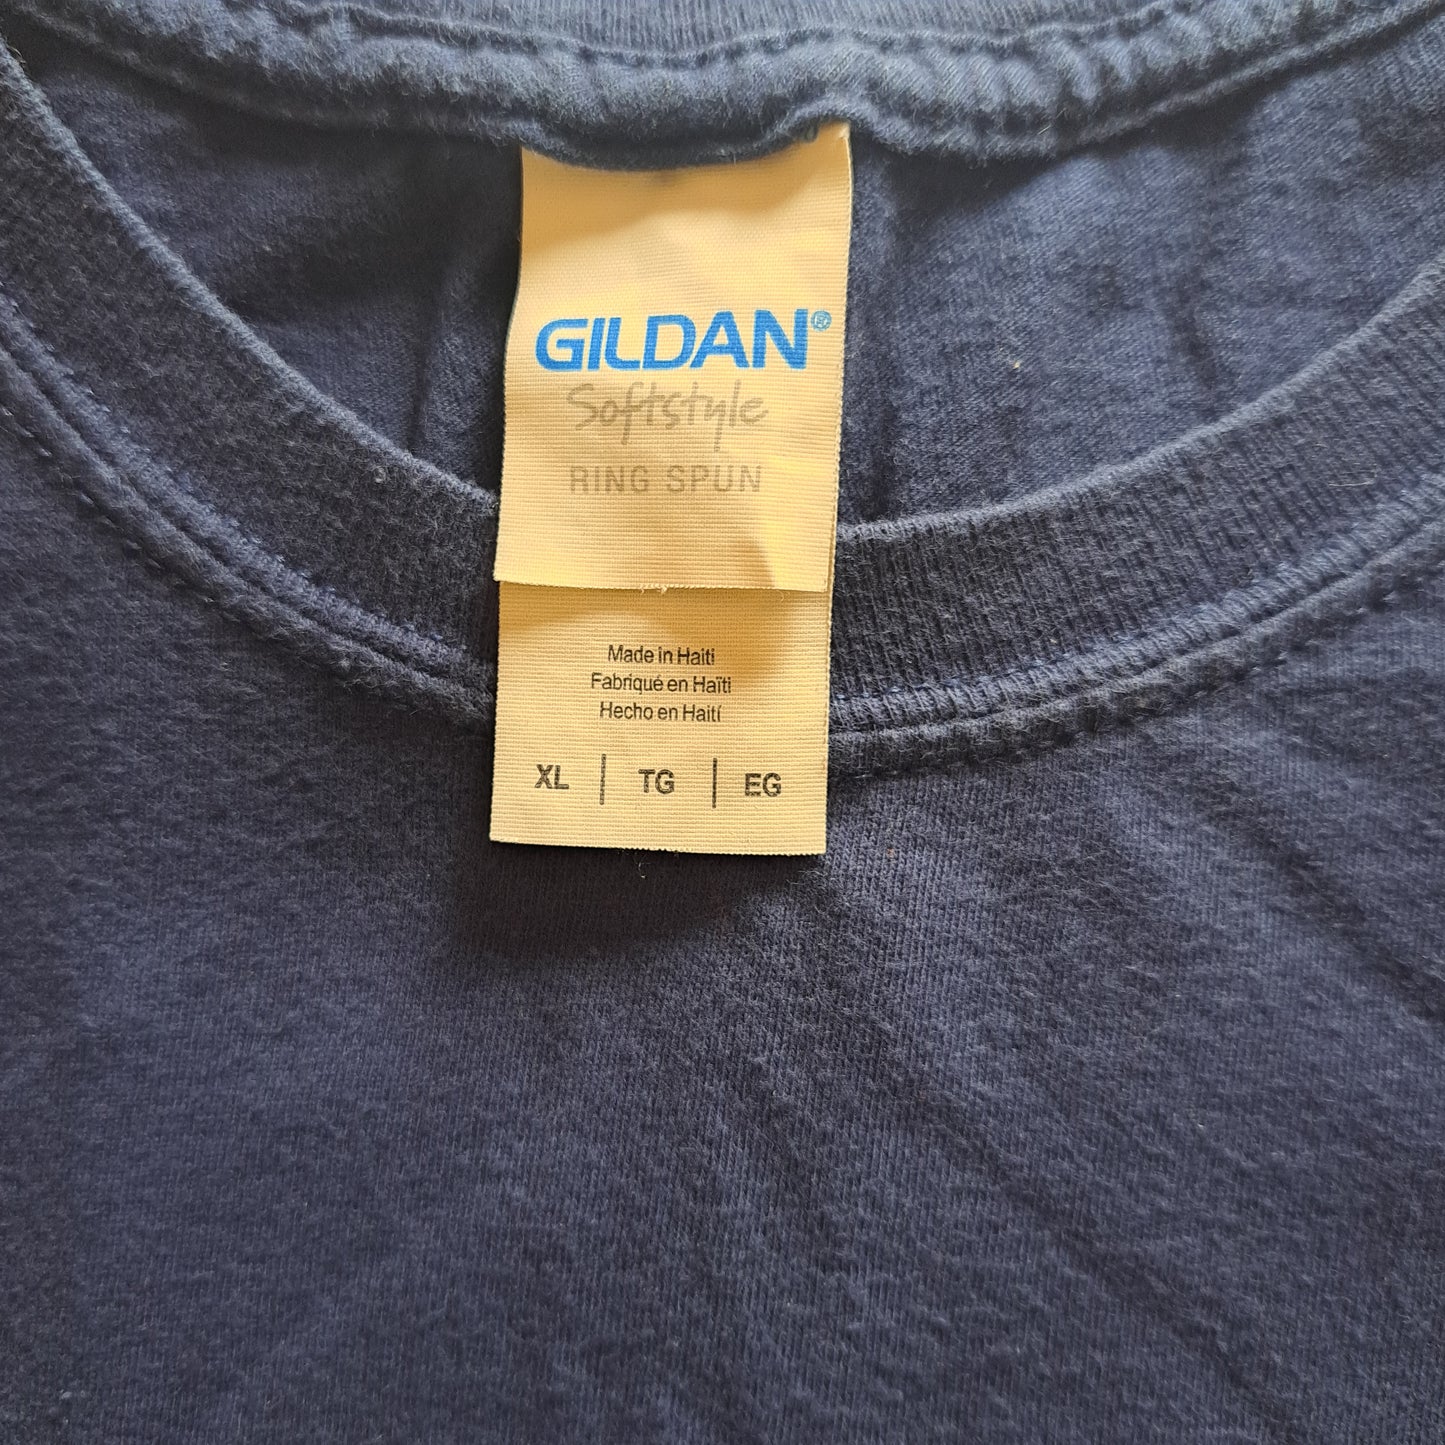 GILDAN®
Softstyle
RING SPUN
Made in Haiti
Fabriqué en Haïti
Hecho en Haití
XL | TG | EG